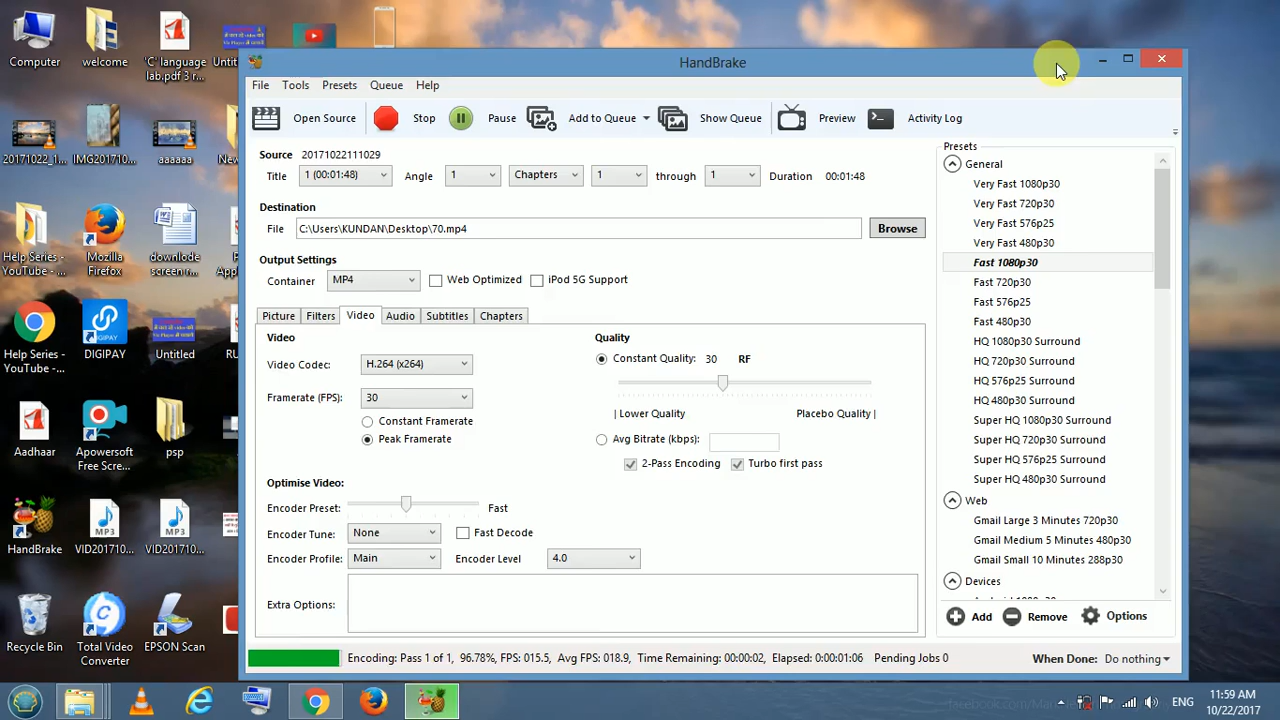 HandBrake
File Tools Presets Queue Help
Open Source Stop Pause Add to Queue Show Queue Preview Activity Log
Source 20171022111029
Title 1 (00:01:48) Angle 1 Chapters 1 through 1 Duration 00:01:48
Destination
File C:\Users\KUNDAN\Desktop\70.mp4 Browse
Output Settings
Container MP4 Web Optimized iPod 5G Support
Picture Filters Video Audio Subtitles Chapters
Video
Video Codec: H.264 (x264)
Framerate (FPS): 30
Constant Framerate
Peak Framerate
Quality
Constant Quality: 30 RF
| Lower Quality Placebo Quality |
Avg Bitrate (kbps):
2-Pass Encoding Turbo first pass
Optimise Video:
Encoder Preset: Fast
Encoder Tune: None Fast Decode
Encoder Profile: Main Encoder Level 4.0
Extra Options:
Presets
General
Very Fast 1080p30
Very Fast 720p30
Very Fast 576p25
Very Fast 480p30
Fast 1080p30
Fast 720p30
Fast 576p25
Fast 480p30
HQ 1080p30 Surround
HQ 720p30 Surround
HQ 576p25 Surround
HQ 480p30 Surround
Super HQ 1080p30 Surround
Super HQ 720p30 Surround
Super HQ 576p25 Surround
Super HQ 480p30 Surround
Web
Gmail Large 3 Minutes 720p30
Gmail Medium 5 Minutes 480p30
Gmail Small 10 Minutes 288p30
Devices
Add Remove Options
Encoding: Pass 1 of 1, 96.78%, FPS: 015.5, Avg FPS: 018.9, Time Remaining: 00:00:02, Elapsed: 0:00:01:06 Pending Jobs 0
When Done: Do nothing
Computer
welcome
'C' language
lab.pdf 3 r...
20171022_1...
IMG201710...
aaaaaa
Help Series -
YouTube - ...
Mozilla
Firefox
downlode
screen r...
Help Series -
YouTube - ...
DIGIPAY
Untitled
Aadhaar
Apowersoft
Free Scre...
psp
HandBrake
MP3
VID201710...
MP3
VID201710...
Recycle Bin
Total Video
Converter
EPSON Scan
ENG
11:59 AM
10/22/2017